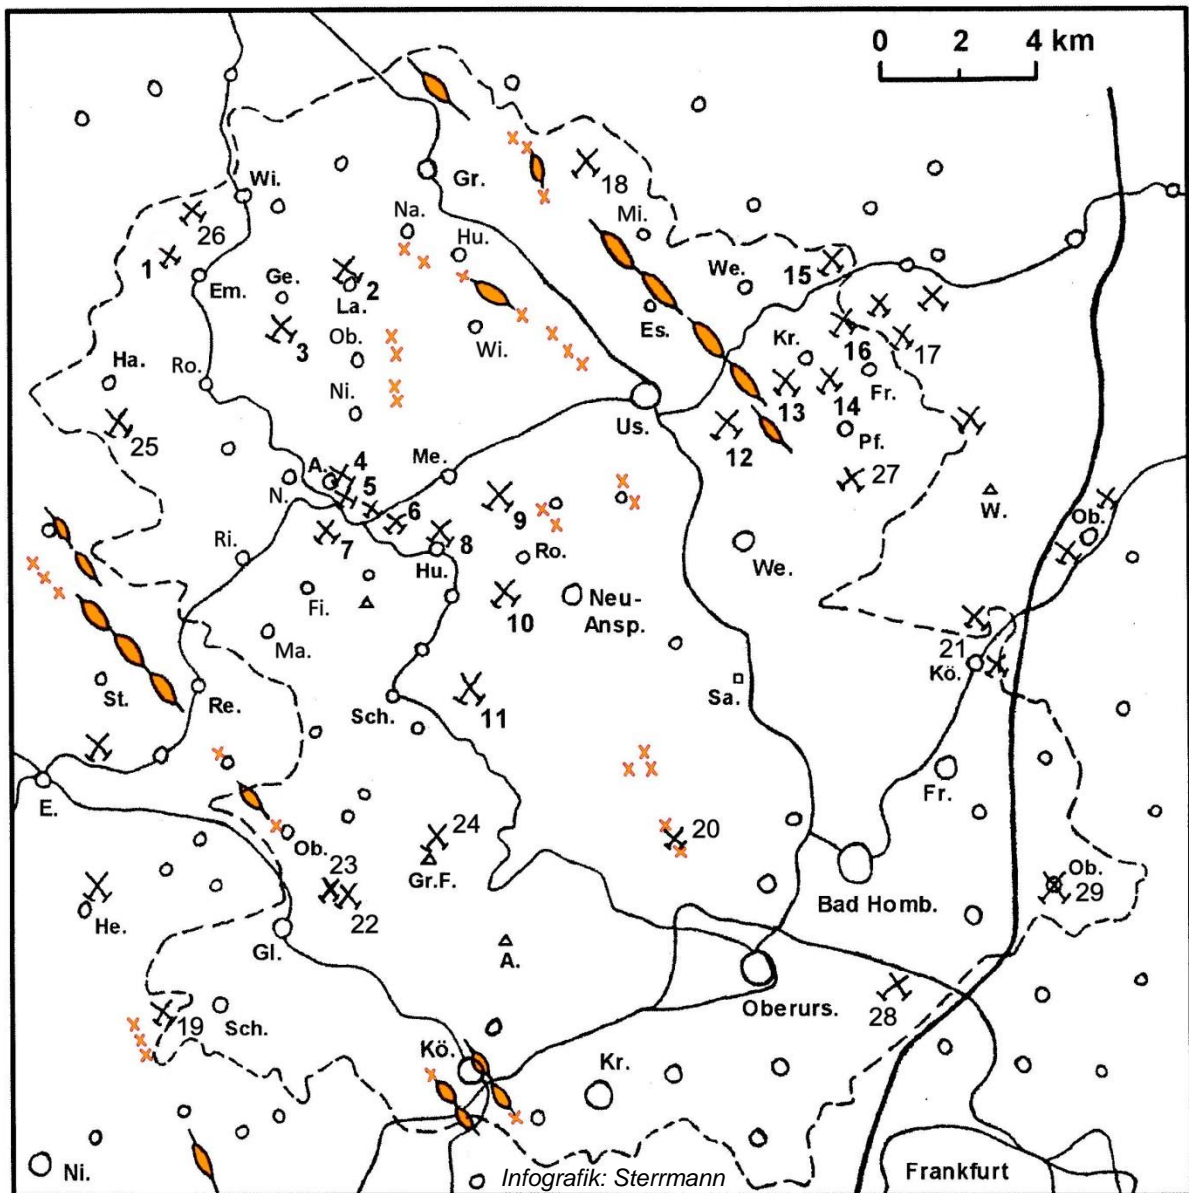 0 2 4 km
Wi.
Gr.
18
26
Na.
Mi.
Hu.
1
Em.
Ge.
2
La.
We.
15
3
Ob.
Wi.
Es.
Kr.
16
17
Ha.
Ro.
Ni.
Us.
13
14
Fr.
25
12
Pf.
A.
4
Me.
27
N.
5
6
9
W.
Ob.
7
8
Ri.
Hu.
Ro.
We.
Fi.
10
Neu-
Ansp.
Ma.
21
Kö.
St.
Re.
Sch.
11
Sa.
E.
Fr.
24
20
Ob.
23
Gr.F.
Ob.
29
He.
22
Bad Homb.
Gl.
A.
19
Sch.
Oberurs.
28
Kö.
Kr.
Ni.
Infografik: Sterrmann
Frankfurt